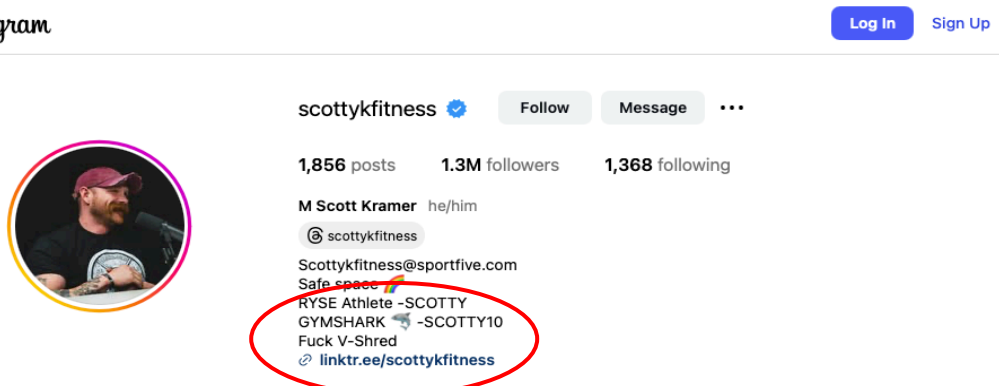 gram
Log In Sign Up
scottykfitness Follow Message
1,856 posts 1.3M followers 1,368 following
M Scott Kramer he/him
scottykfitness
Scottykfitness@sportfive.com
Safe space 🌈
RYSE Athlete -SCOTTY
GYMSHARK 🦈 -SCOTTY10
Fuck V-Shred
linktr.ee/scottykfitness